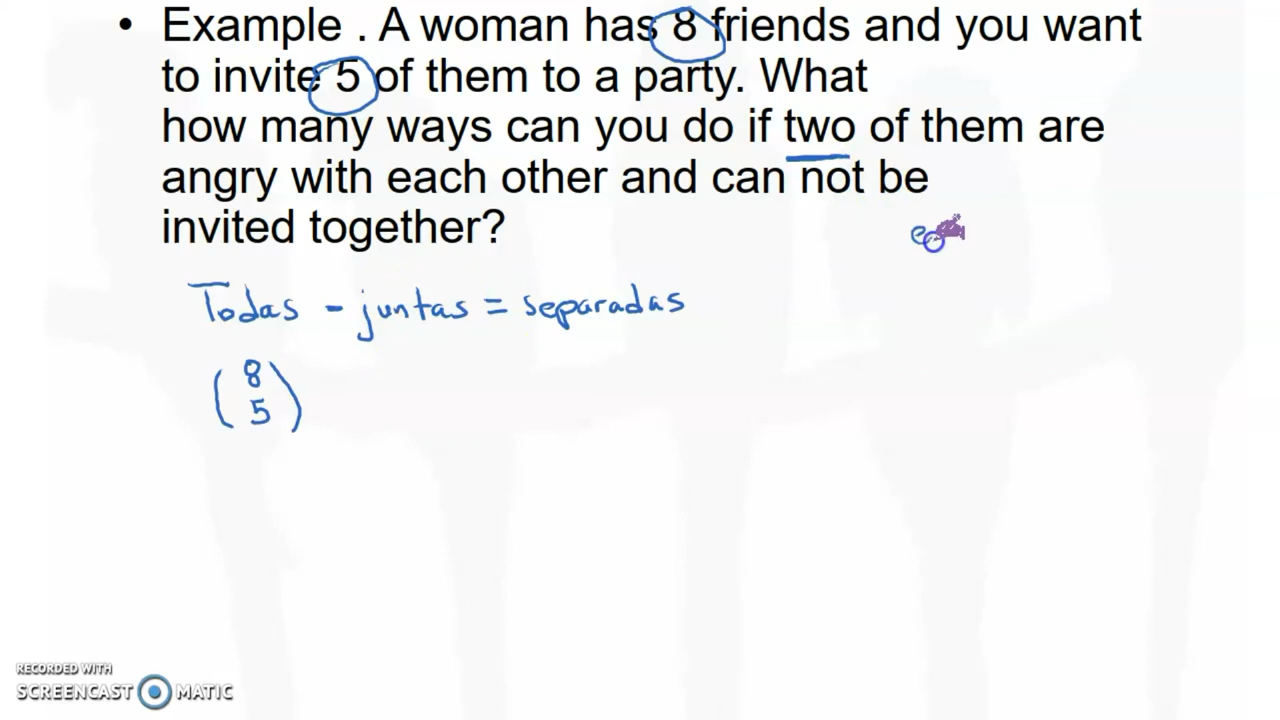 • Example . A woman has 8 friends and you want
to invite 5 of them to a party. What
how many ways can you do if two of them are
angry with each other and can not be
invited together?
Todas - juntas = separadas
(8
5)
RECORDED WITH
SCREENCAST MATIC